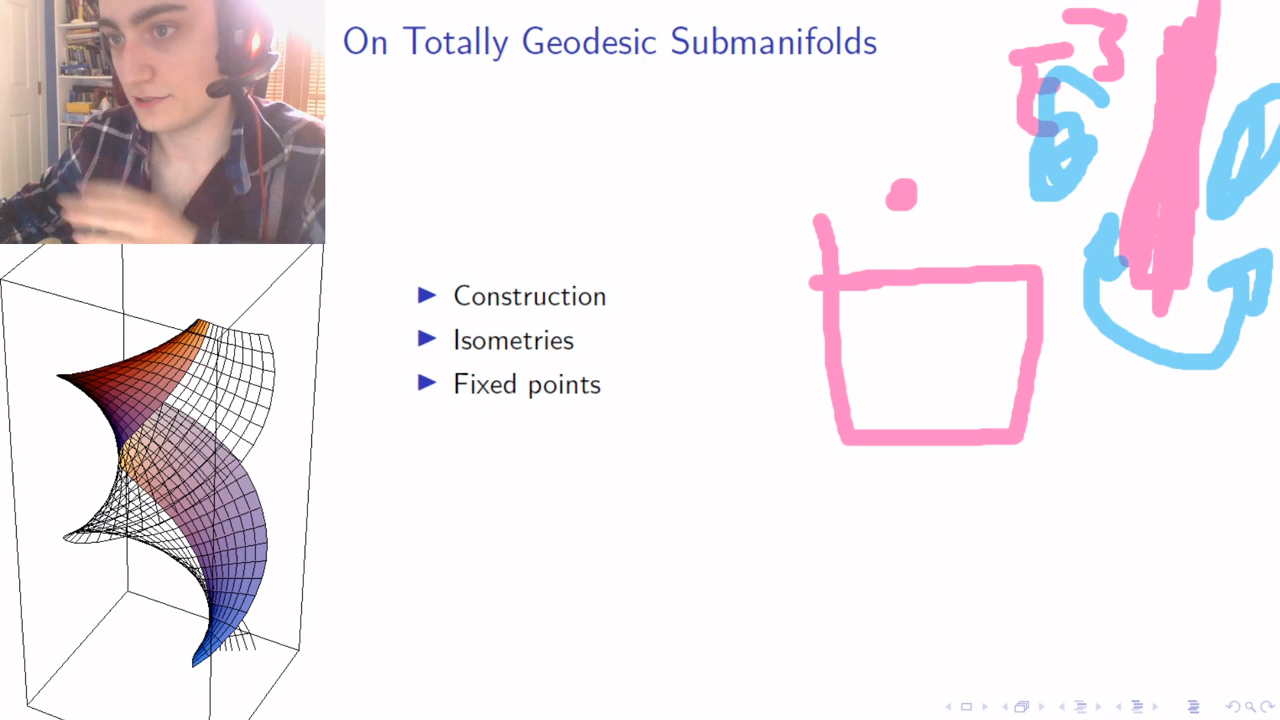 On Totally Geodesic Submanifolds
Construction
Isometries
Fixed points